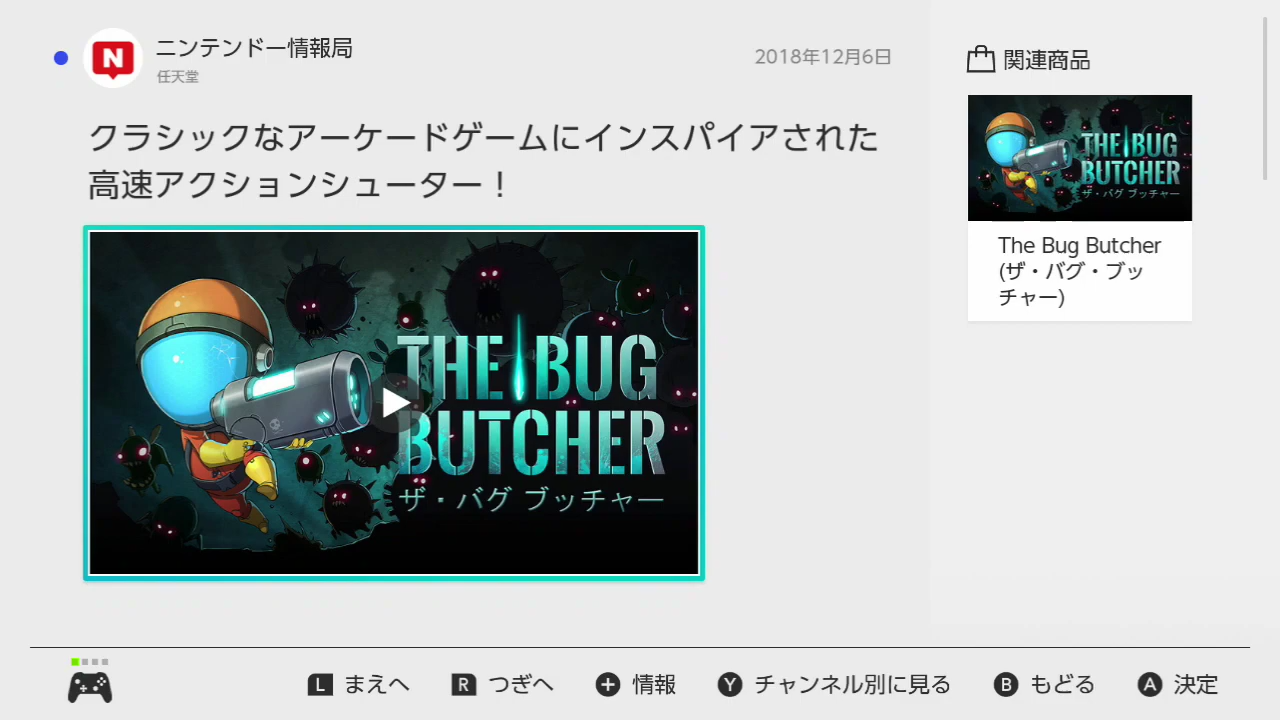 ニンテンドー情報局
任天堂
2018年12月6日
クラシックなアーケードゲームにインスパイアされた
高速アクションシューター！
THE BUG
BUTCHER
ザ・バグ ブッチャー
関連商品
THE BUG
BUTCHER
ザ・バグ ブッチャー
The Bug Butcher
(ザ・バグ・ブッ
チャー)
L まえへ R つぎへ + 情報 Y チャンネル別に見る B もどる A 決定